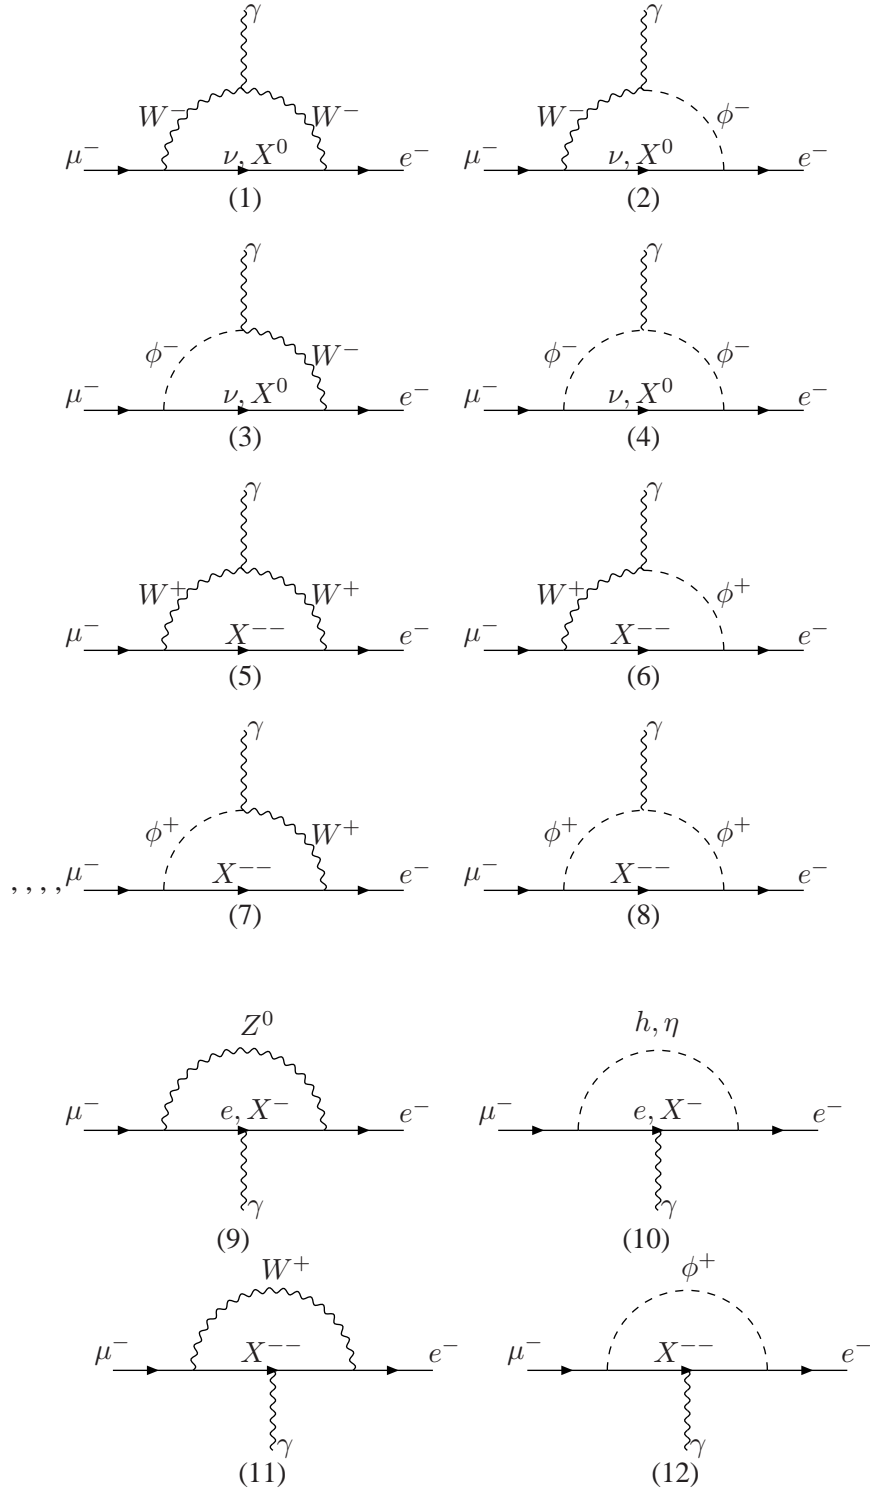 γ γ
W⁻ W⁻ W⁻ φ⁻
μ⁻ ν, X⁰ e⁻ μ⁻ ν, X⁰ e⁻
(1) (2)
γ γ
φ⁻ W⁻ φ⁻ φ⁻
μ⁻ ν, X⁰ e⁻ μ⁻ ν, X⁰ e⁻
(3) (4)
γ γ
W⁺ W⁺ W⁺ φ⁺
μ⁻ X⁻⁻ e⁻ μ⁻ X⁻⁻ e⁻
(5) (6)
γ γ
φ⁺ W⁺ φ⁺ φ⁺
, , , , μ⁻ X⁻⁻ e⁻ μ⁻ X⁻⁻ e⁻
(7) (8)
Z⁰ h, η
μ⁻ e, X⁻ e⁻ μ⁻ e, X⁻ e⁻
γ γ
(9) (10)
W⁺ φ⁺
μ⁻ X⁻⁻ e⁻ μ⁻ X⁻⁻ e⁻
γ γ
(11) (12)